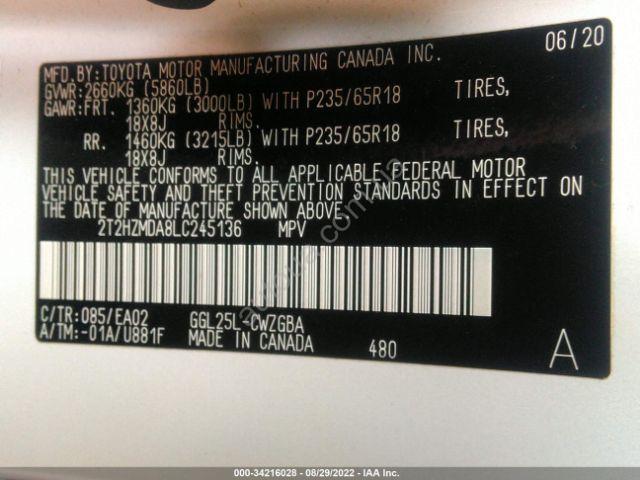 06/20
MFD.BY:TOYOTA MOTOR MANUFACTURING CANADA INC.
GVWR:2660KG (5860LB)
GAWR:FRT. 1360KG (3000LB) WITH P235/65R18 TIRES,
18X8J RIMS.
RR. 1460KG (3215LB) WITH P235/65R18 TIRES,
18X8J RIMS.
THIS VEHICLE CONFORMS TO ALL APPLICABLE FEDERAL MOTOR
VEHICLE SAFETY AND THEFT PREVENTION STANDARDS IN EFFECT ON
THE DATE OF MANUFACTURE SHOWN ABOVE.
2T2HZMDA8LC245136 MPV
C/TR:085/EA02 GGL25L-CWZGBA
A/TM:-01A/U881F MADE IN CANADA 480 A
000-34216028 - 08/29/2022 - IAA Inc.